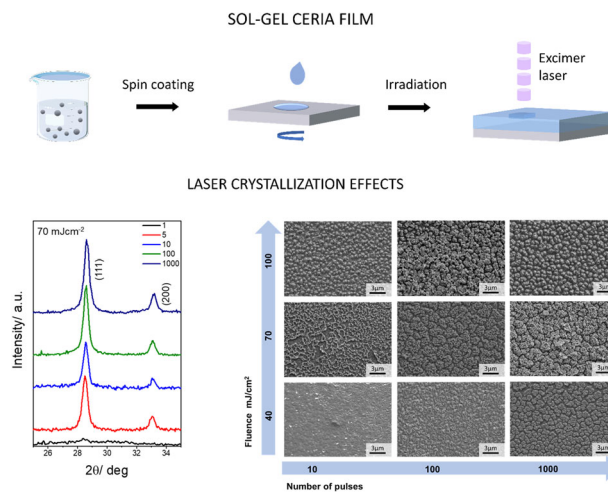 SOL-GEL CERIA FILM
Spin coating
Irradiation
Excimer
laser
LASER CRYSTALLIZATION EFFECTS
70 mJcm⁻²
1
5
10
100
1000
(111)
(200)
Intensity/ a.u.
26 28 30 32 34
2θ/ deg
Fluence mJ/cm²
100
3μm 3μm 3μm
70
3μm 3μm 3μm
40
3μm 3μm 3μm
10 100 1000
Number of pulses